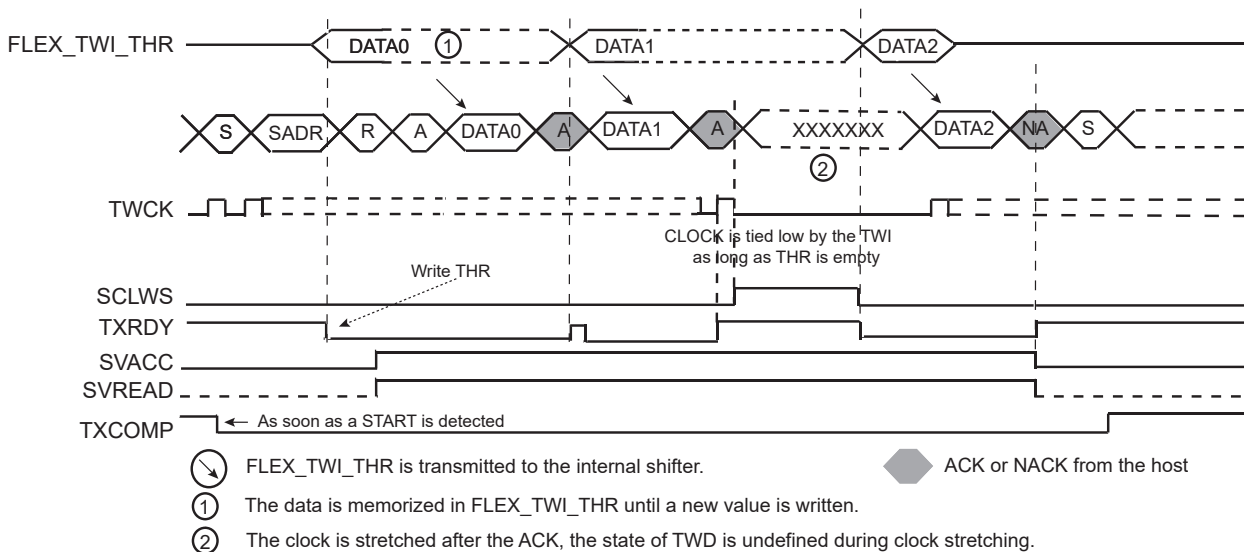 FLEX_TWI_THR DATA0 1 DATA1 DATA2
S SADR R A DATA0 A DATA1 A XXXXXXX DATA2 NA S
2
TWCK
CLOCK is tied low by the TWI
as long as THR is empty
Write THR
SCLWS
TXRDY
SVACC
SVREAD
As soon as a START is detected
TXCOMP
FLEX_TWI_THR is transmitted to the internal shifter.
ACK or NACK from the host
1 The data is memorized in FLEX_TWI_THR until a new value is written.
2 The clock is stretched after the ACK, the state of TWD is undefined during clock stretching.